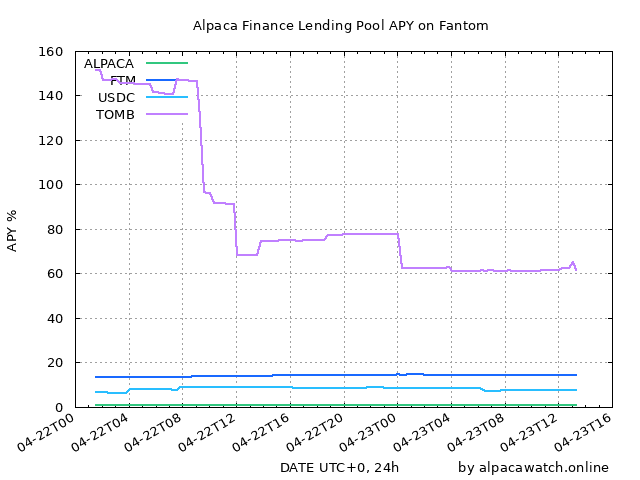 Alpaca Finance Lending Pool APY on Fantom
160
140
120
100
80
60
40
20
0
APY %
ALPACA
FTM
USDC
TOMB
04-22T00
04-22T04
04-22T08
04-22T12
04-22T16
04-22T20
04-23T00
04-23T04
04-23T08
04-23T12
04-23T16
DATE UTC+0, 24h
by alpacawatch.online